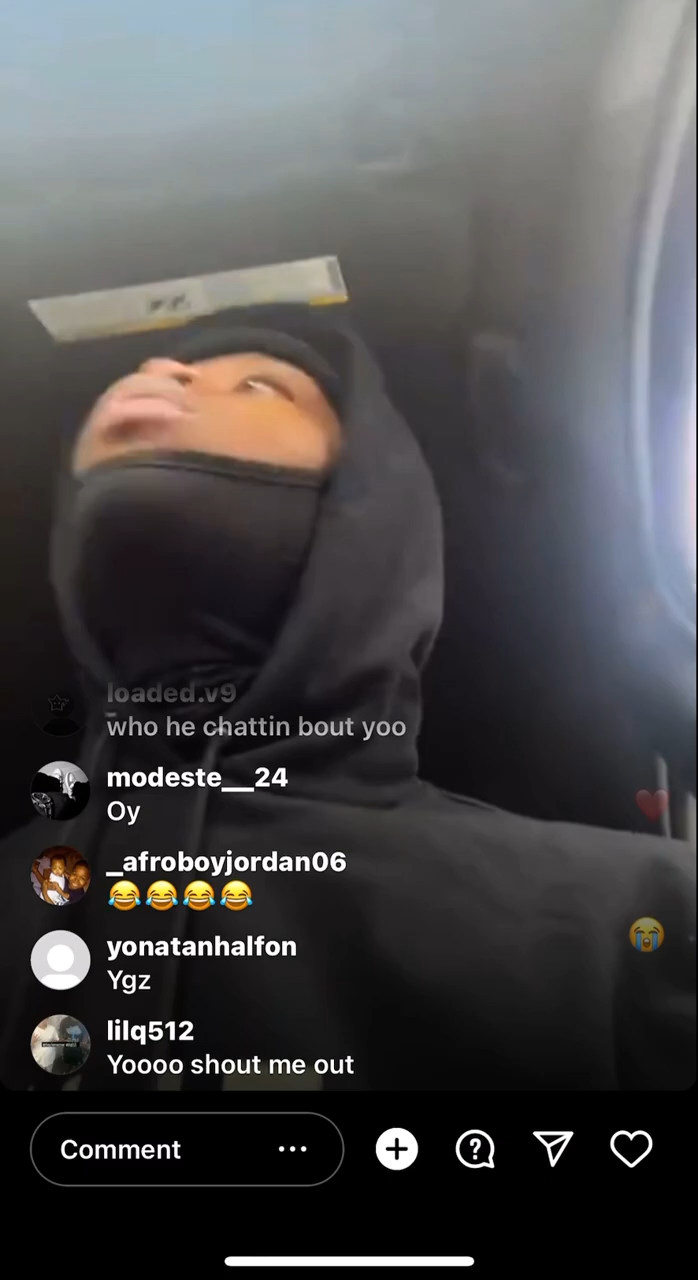 loaded.v9
who he chattin bout yoo
modeste__24
Oy
_afroboyjordan06
😂😂😂😂
yonatanhalfon
Ygz
lilq512
Yoooo shout me out
Comment